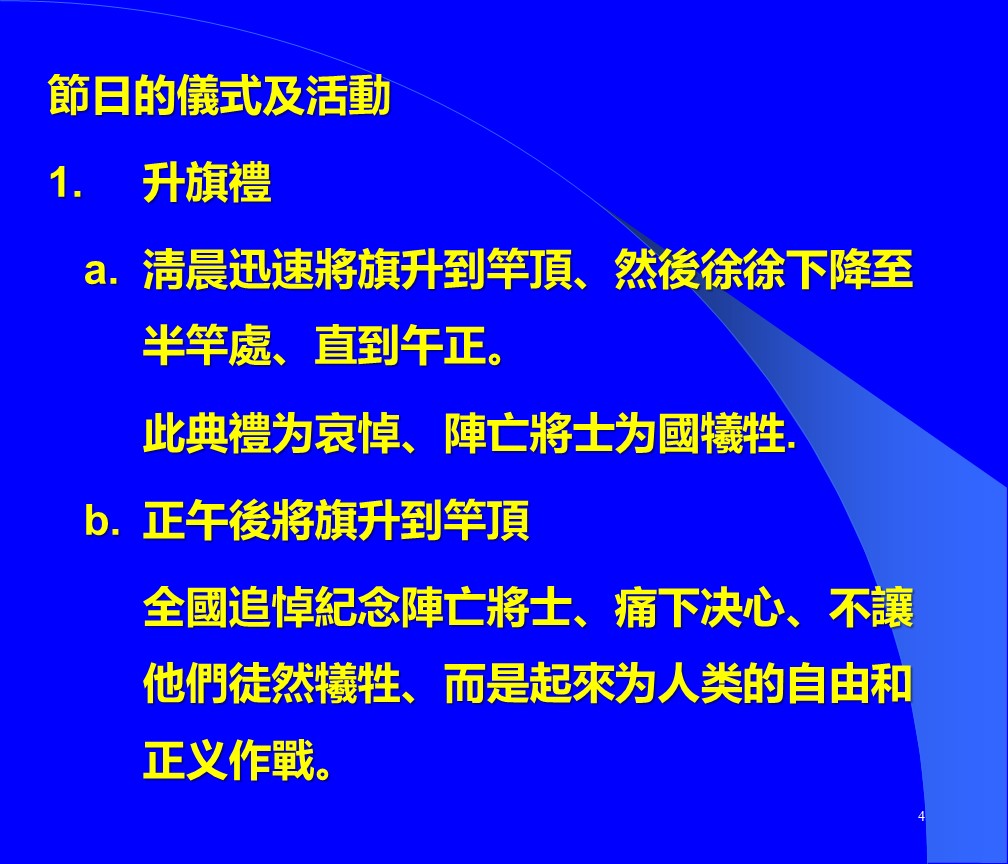 節日的儀式及活動
1. 升旗禮
a. 淸晨迅速將旗升到竿頂、然後徐徐下降至
半竿處、直到午正。
此典禮为哀悼、陣亡將士为國犧牲.
b. 正午後將旗升到竿頂
全國追悼紀念陣亡將士、痛下决心、不讓
他們徒然犧牲、而是起來为人类的自由和
正义作戰。
4